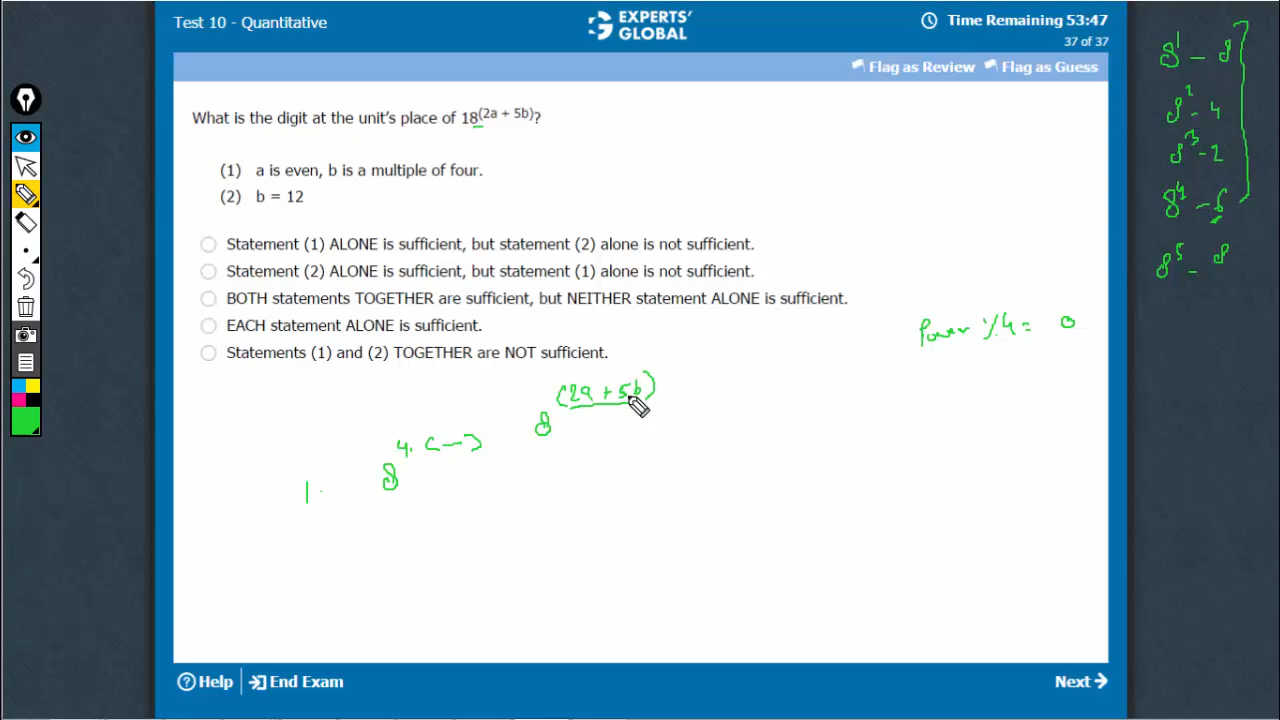 Test 10 - Quantitative
EXPERTS' GLOBAL
Time Remaining 53:47
37 of 37
Flag as Review
Flag as Guess
What is the digit at the unit's place of 18^(2a + 5b)?
(1) a is even, b is a multiple of four.
(2) b = 12
Statement (1) ALONE is sufficient, but statement (2) alone is not sufficient.
Statement (2) ALONE is sufficient, but statement (1) alone is not sufficient.
BOTH statements TOGETHER are sufficient, but NEITHER statement ALONE is sufficient.
EACH statement ALONE is sufficient.
Statements (1) and (2) TOGETHER are NOT sufficient.
8^1 - 8
8^2 - 4
8^3 - 2
8^4 - 6
8^5 - 8
Power % 4 = 0
8^(2a + 5b)
1. 8^4.(—)
Help
End Exam
Next